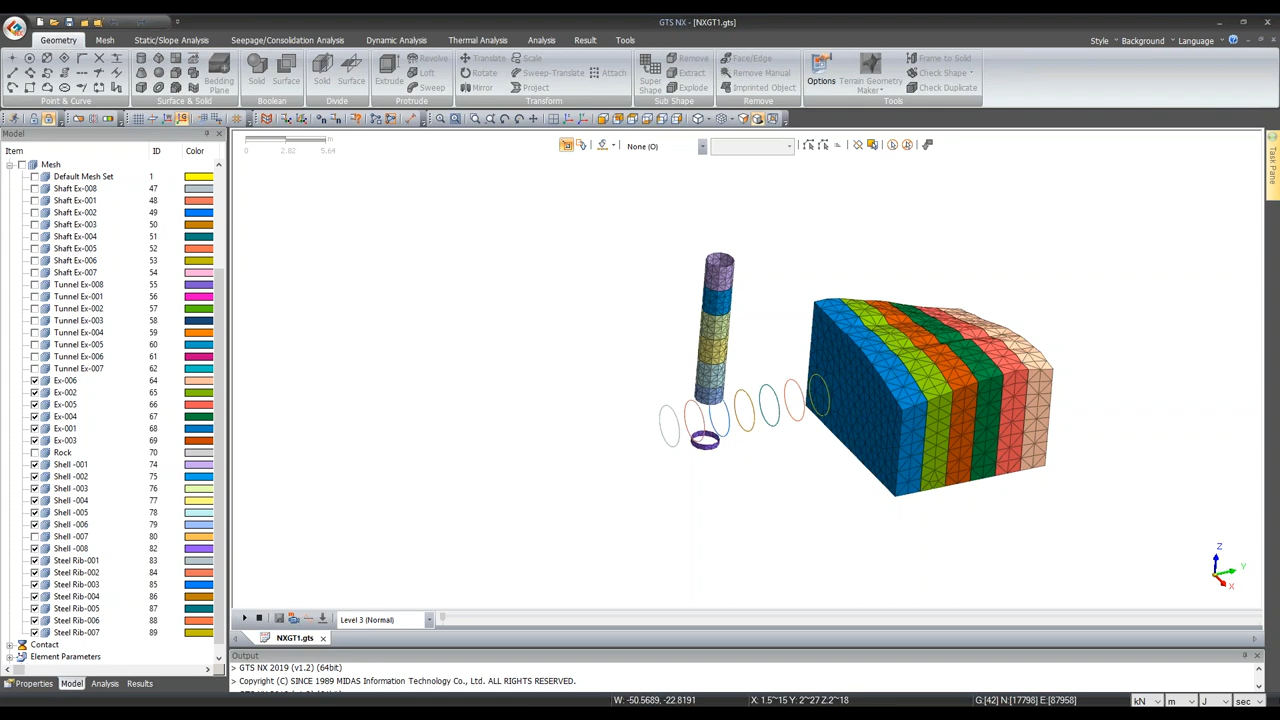 GTS NX - [NXGT1.gts]
Geometry Mesh Static/Slope Analysis Seepage/Consolidation Analysis Dynamic Analysis Thermal Analysis Analysis Result Tools Style Background Language
Revolve Translate Scale Remove Face/Edge Frame to Solid
Loft Rotate Sweep-Translate Attach Extract Remove Manual Check Shape
Bedding Plane Solid Surface Solid Surface Extrude Sweep Mirror Project Super Shape Explode Imprinted Object Options Terrain Geometry Maker Check Duplicate
Point & Curve Surface & Solid Boolean Divide Protrude Transform Sub Shape Remove Tools
Model
Item ID Color
Mesh
Default Mesh Set 1
Shaft Ex-008 47
Shaft Ex-001 48
Shaft Ex-002 49
Shaft Ex-003 50
Shaft Ex-004 51
Shaft Ex-005 52
Shaft Ex-006 53
Shaft Ex-007 54
Tunnel Ex-008 55
Tunnel Ex-001 56
Tunnel Ex-002 57
Tunnel Ex-003 58
Tunnel Ex-004 59
Tunnel Ex-005 60
Tunnel Ex-006 61
Tunnel Ex-007 62
Ex-006 64
Ex-002 65
Ex-005 66
Ex-004 67
Ex-001 68
Ex-003 69
Rock 70
Shell -001 74
Shell -002 75
Shell -003 76
Shell -004 77
Shell -005 78
Shell -006 79
Shell -007 80
Shell -008 82
Steel Rib-001 83
Steel Rib-002 84
Steel Rib-003 85
Steel Rib-004 86
Steel Rib-005 87
Steel Rib-006 88
Steel Rib-007 89
Contact
Element Parameters
Properties Model Analysis Results
0 2.82 5.64 m
None (O)
Task Pane
Z
Y
X
Level 3 (Normal)
NXGT1.gts
Output
> GTS NX 2019 (v1.2) (64bit)
> Copyright (C) SINCE 1989 MIDAS Information Technology Co., Ltd. ALL RIGHTS RESERVED.
W: -50.5689, -22.8191 X: 1.5~15 Y: 2~27 Z:2~18 G:[42] N:[17798] E:[87958] kN m J sec